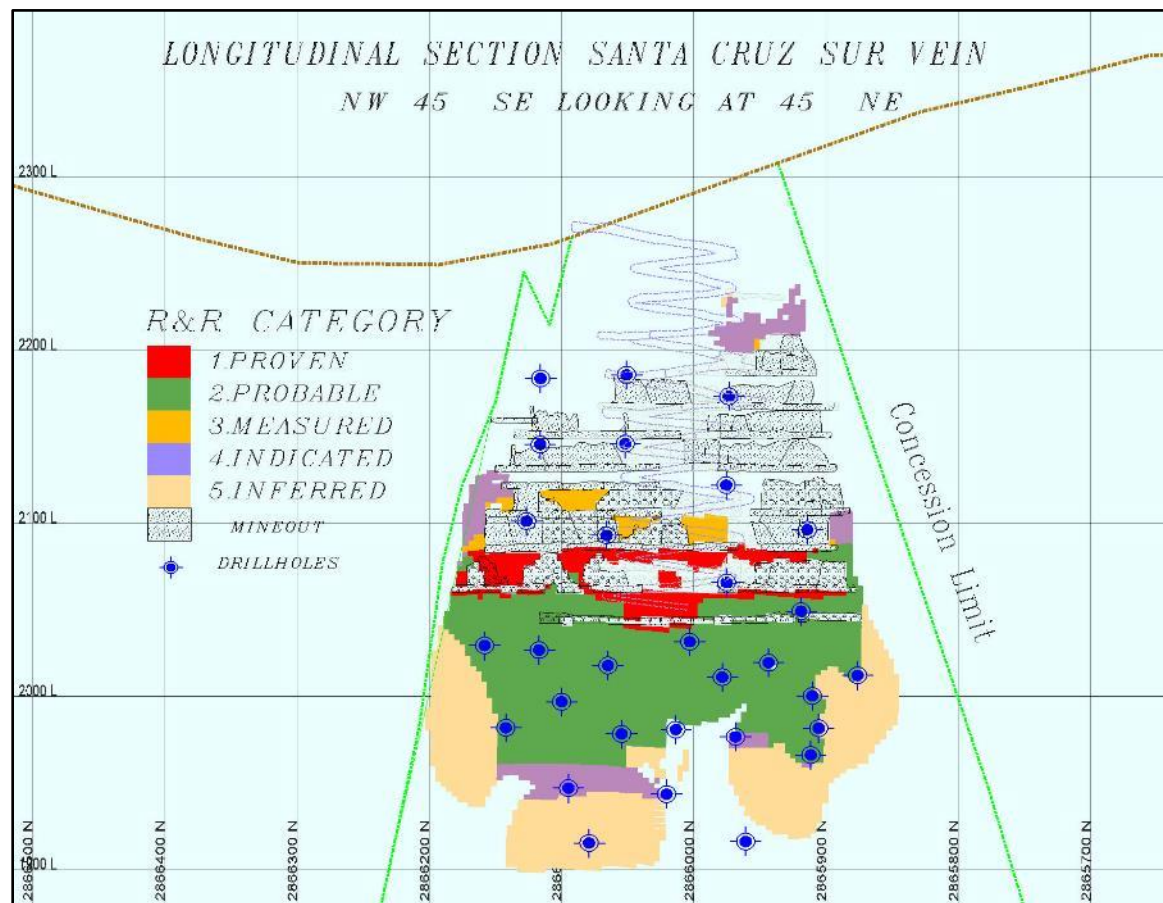 LONGITUDINAL SECTION SANTA CRUZ SUR VEIN
NW 45 SE LOOKING AT 45 NE
2300 L
R&R CATEGORY
2200 L
1.PROVEN
2.PROBABLE
3.MEASURED
4.INDICATED
5.INFERRED
MINEOUT
DRILLHOLES
2100 L
Concession Limit
2000 L
2866400 N
2866300 N
2866200 N
2866000 N
2865900 N
2865800 N
2865700 N